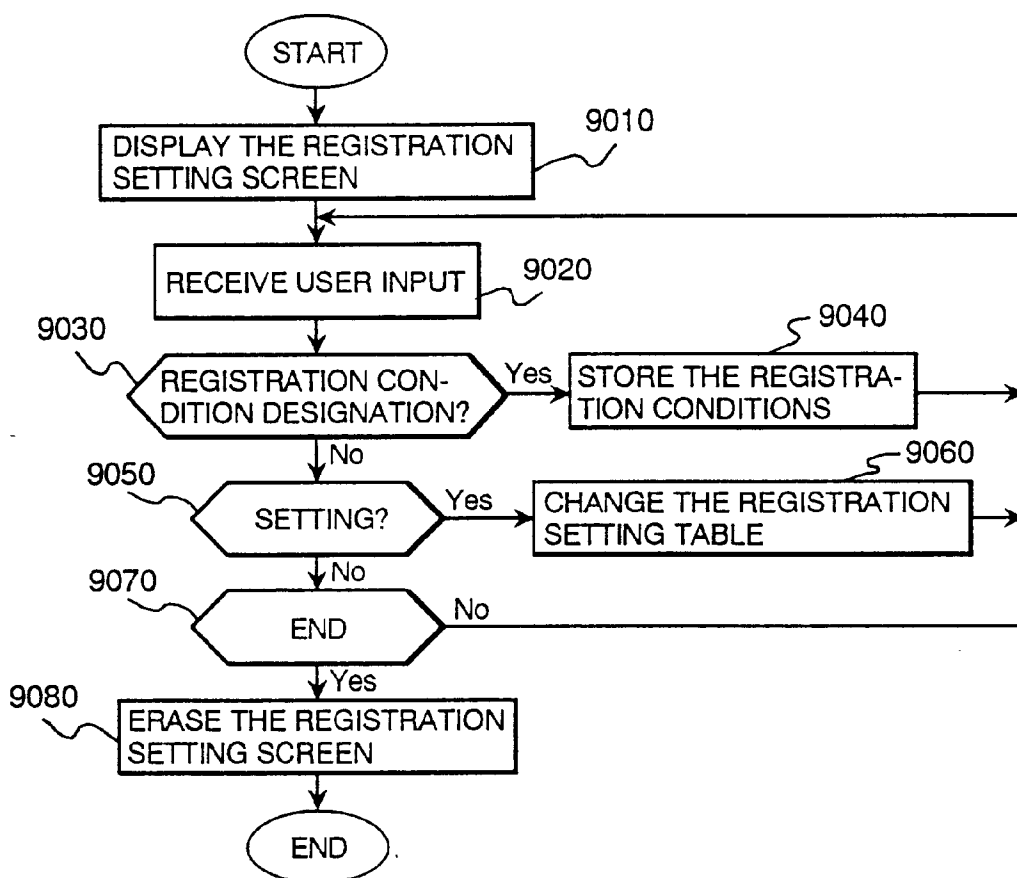 START
9010
DISPLAY THE REGISTRATION
SETTING SCREEN
RECEIVE USER INPUT
9020
9030
REGISTRATION CON-
DITION DESIGNATION?
Yes
9040
STORE THE REGISTRA-
TION CONDITIONS
No
9050
SETTING?
Yes
9060
CHANGE THE REGISTRATION
SETTING TABLE
No
9070
END
No
Yes
9080
ERASE THE REGISTRATION
SETTING SCREEN
END